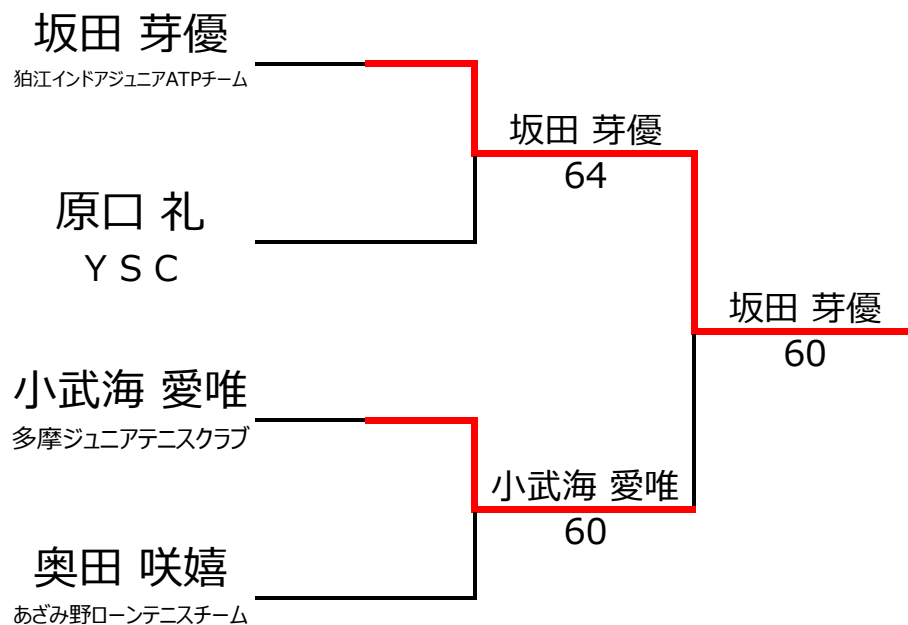 坂田 芽優
狛江インドアジュニアATPチーム
坂田 芽優
64
原口 礼
ＹＳＣ
坂田 芽優
60
小武海 愛唯
多摩ジュニアテニスクラブ
小武海 愛唯
60
奥田 咲嬉
あざみ野ローンテニスチーム